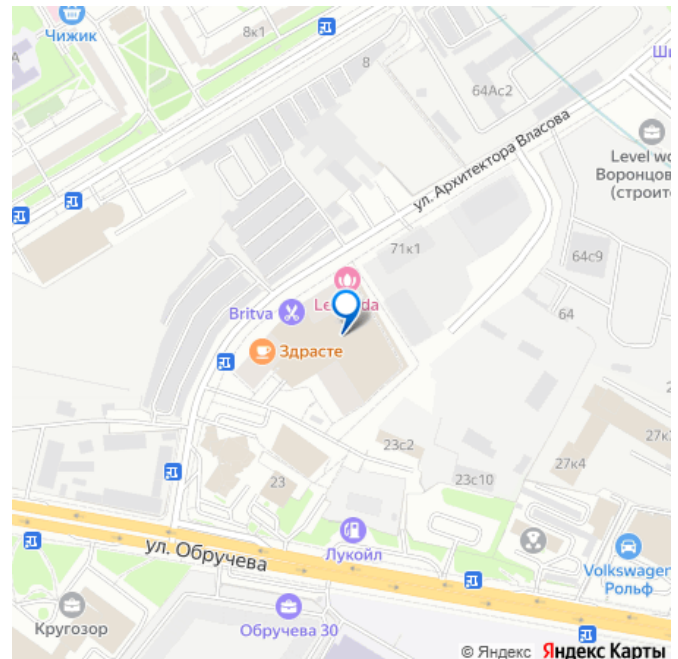 Чижик
8к1
8
64Ас2
ул. Архитектора Власова
Level wo
Воронцов
(строите
71к1
64с9
Britva
Здрасте
64
23с2
27к
27к4
23с10
23
Лукойл
ул. Обручева
Volkswagen
Рольф
Кругозор
Обручева 30
© Яндекс Яндекс Карты